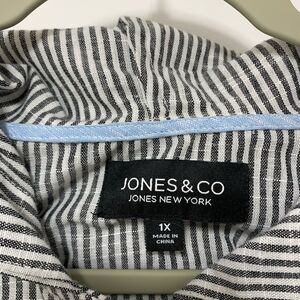 JONES & CO
JONES NEW YORK
1X
MADE IN
CHINA